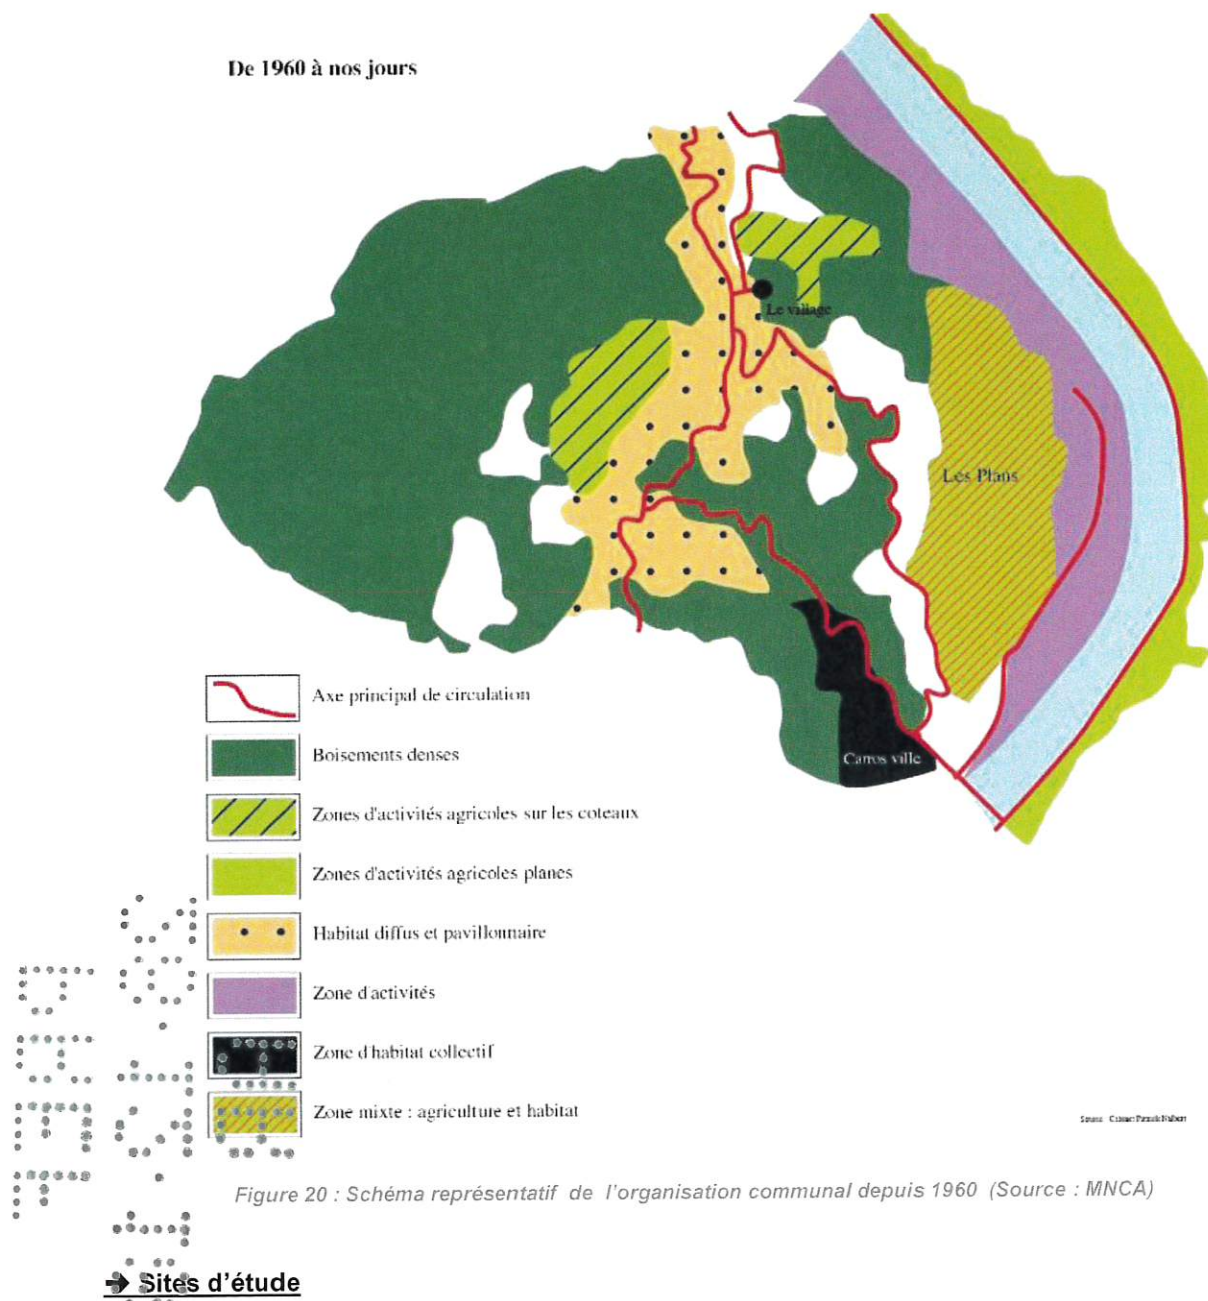 De 1960 à nos jours
Le village
Les Plans
Carros ville
Axe principal de circulation
Boisements denses
Zones d'activités agricoles sur les coteaux
Zones d'activités agricoles planes
Habitat diffus et pavillonnaire
Zone d'activités
Zone d'habitat collectif
Zone mixte : agriculture et habitat
Figure 20 : Schéma représentatif de l'organisation communal depuis 1960 (Source : MNCA)
➔ Sites d'étude